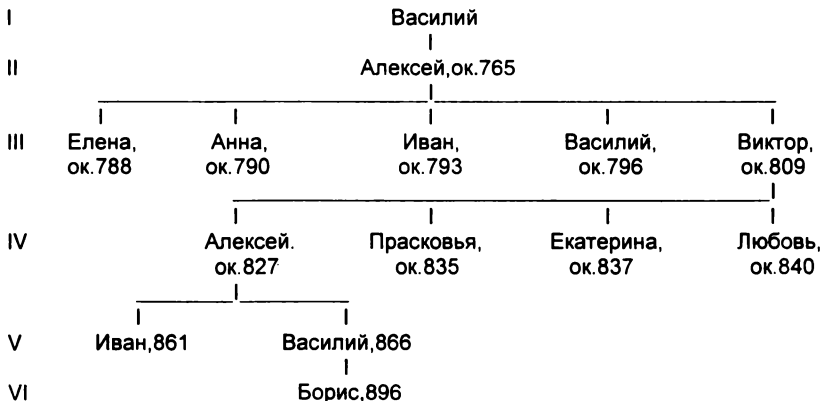 I Василий
II Алексей,ок.765
III Елена, Анна, Иван, Василий, Виктор,
ок.788 ок.790 ок.793 ок.796 ок.809
IV Алексей. Прасковья, Екатерина, Любовь,
ок.827 ок.835 ок.837 ок.840
V Иван,861 Василий,866
VI Борис,896